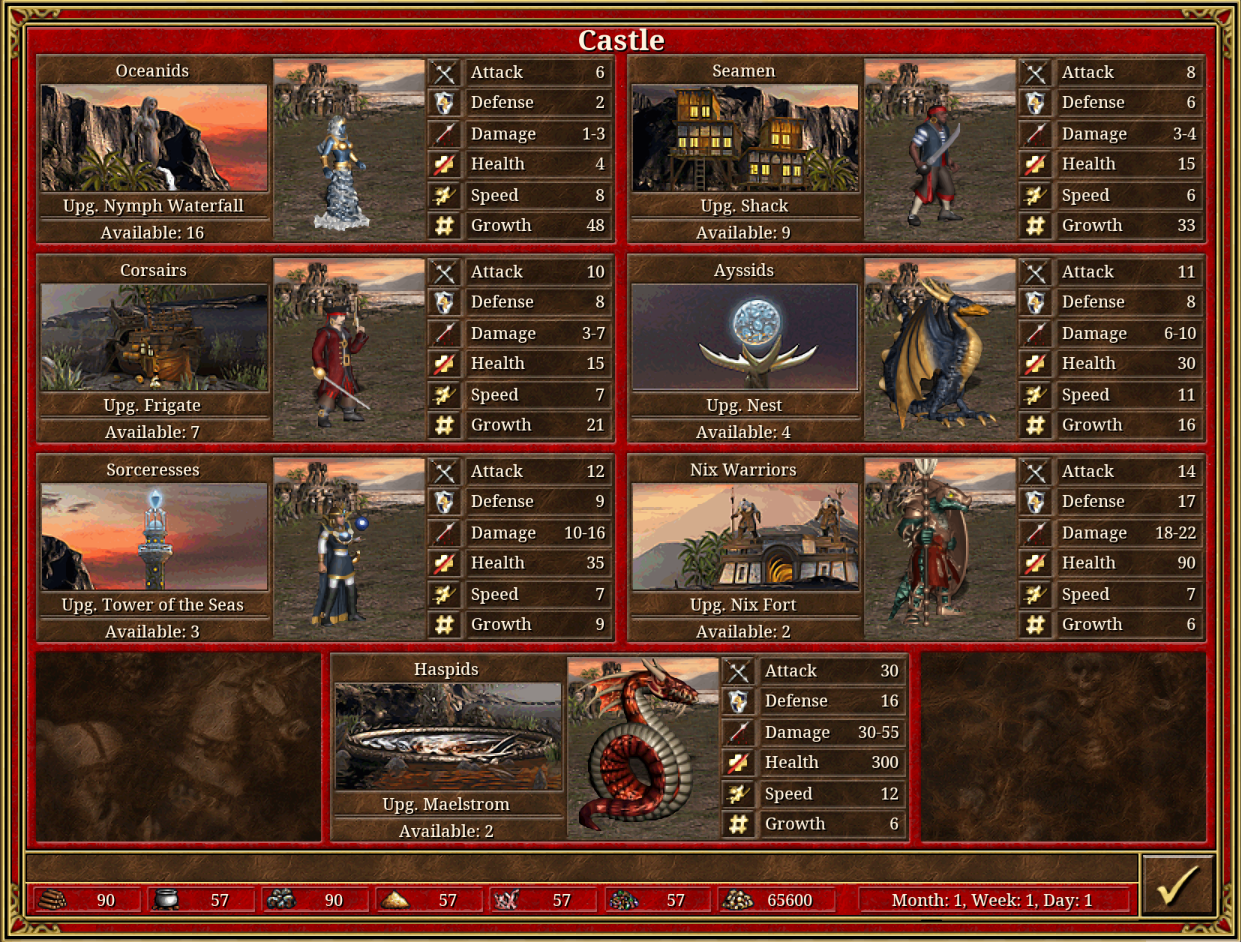 Castle
Oceanids
Upg. Nymph Waterfall
Available: 16
Attack 6
Defense 2
Damage 1-3
Health 4
Speed 8
Growth 48
Seamen
Upg. Shack
Available: 9
Attack 8
Defense 6
Damage 3-4
Health 15
Speed 6
Growth 33
Corsairs
Upg. Frigate
Available: 7
Attack 10
Defense 8
Damage 3-7
Health 15
Speed 7
Growth 21
Ayssids
Upg. Nest
Available: 4
Attack 11
Defense 8
Damage 6-10
Health 30
Speed 11
Growth 16
Sorceresses
Upg. Tower of the Seas
Available: 3
Attack 12
Defense 9
Damage 10-16
Health 35
Speed 7
Growth 9
Nix Warriors
Upg. Nix Fort
Available: 2
Attack 14
Defense 17
Damage 18-22
Health 90
Speed 7
Growth 6
Haspids
Upg. Maelstrom
Available: 2
Attack 30
Defense 16
Damage 30-55
Health 300
Speed 12
Growth 6
90 57 90 57 57 57 65600 Month: 1, Week: 1, Day: 1